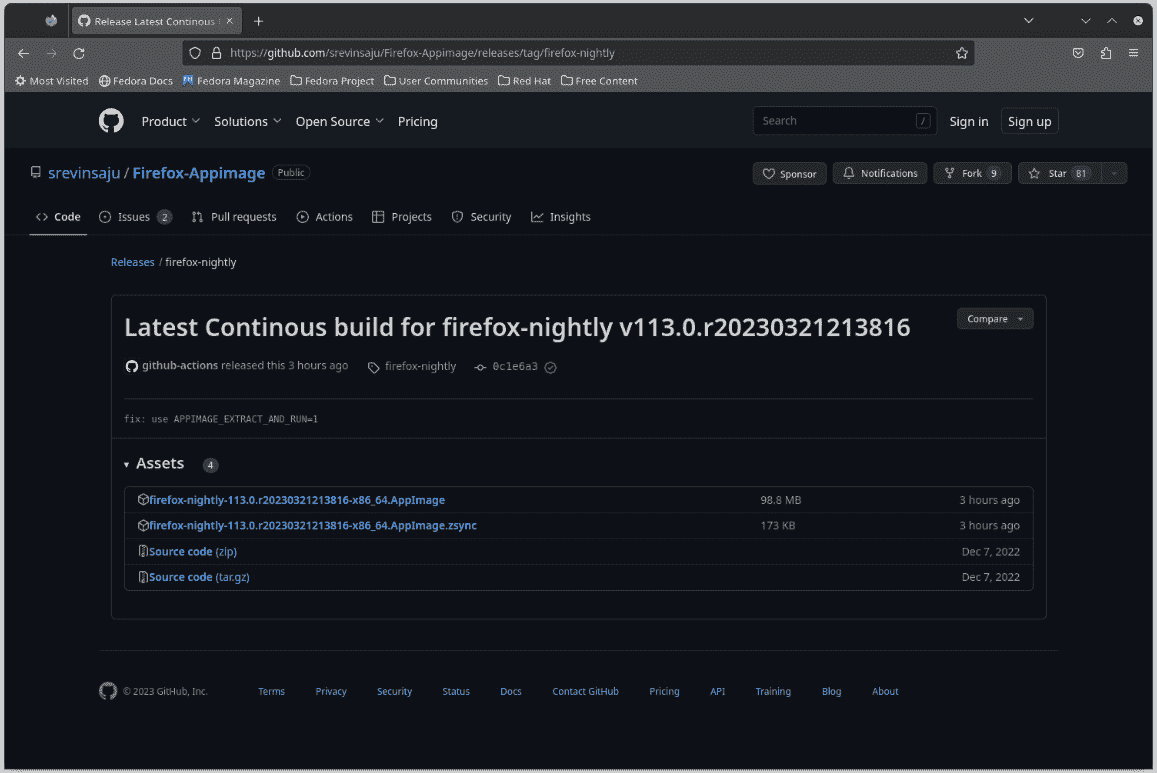 Release Latest Continous
https://github.com/srevinsaju/Firefox-Appimage/releases/tag/firefox-nightly
Most Visited Fedora Docs Fedora Magazine Fedora Project User Communities Red Hat Free Content
Product Solutions Open Source Pricing Search / Sign in Sign up
srevinsaju / Firefox-Appimage Public Sponsor Notifications Fork 9 Star 81
Code Issues 2 Pull requests Actions Projects Security Insights
Releases / firefox-nightly
Latest Continous build for firefox-nightly v113.0.r20230321213816 Compare
github-actions released this 3 hours ago firefox-nightly 0c1e6a3
fix: use APPIMAGE_EXTRACT_AND_RUN=1
Assets 4
firefox-nightly-113.0.r20230321213816-x86_64.AppImage 98.8 MB 3 hours ago
firefox-nightly-113.0.r20230321213816-x86_64.AppImage.zsync 173 KB 3 hours ago
Source code (zip) Dec 7, 2022
Source code (tar.gz) Dec 7, 2022
© 2023 GitHub, Inc. Terms Privacy Security Status Docs Contact GitHub Pricing API Training Blog About